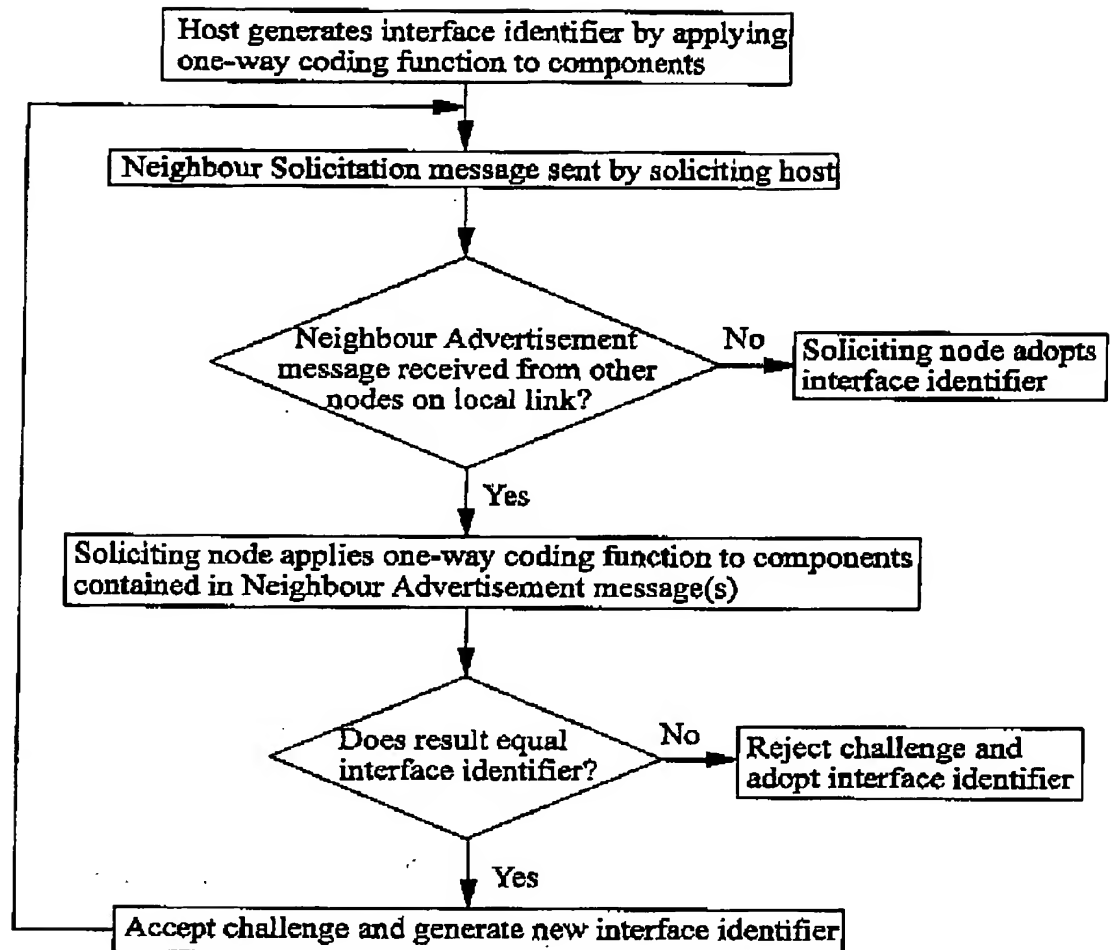 Host generates interface identifier by applying
one-way coding function to components
Neighbour Solicitation message sent by soliciting host
Neighbour Advertisement
message received from other
nodes on local link?
No
Soliciting node adopts
interface identifier
Yes
Soliciting node applies one-way coding function to components
contained in Neighbour Advertisement message(s)
Does result equal
interface identifier?
No
Reject challenge and
adopt interface identifier
Yes
Accept challenge and generate new interface identifier